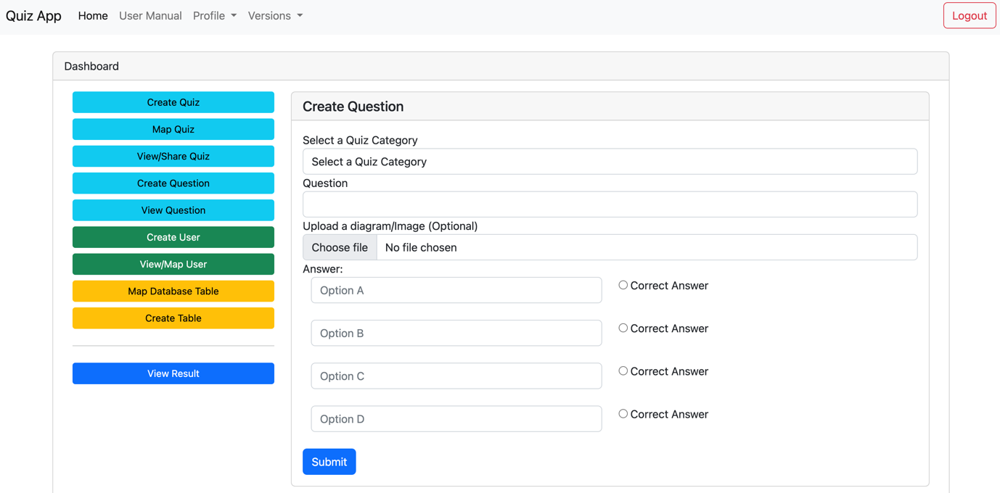 Quiz App Home User Manual Profile Versions Logout
Dashboard
Create Quiz
Map Quiz
View/Share Quiz
Create Question
View Question
Create User
View/Map User
Map Database Table
Create Table
View Result
Create Question
Select a Quiz Category
Select a Quiz Category
Question
Upload a diagram/Image (Optional)
Choose file No file chosen
Answer:
Option A Correct Answer
Option B Correct Answer
Option C Correct Answer
Option D Correct Answer
Submit